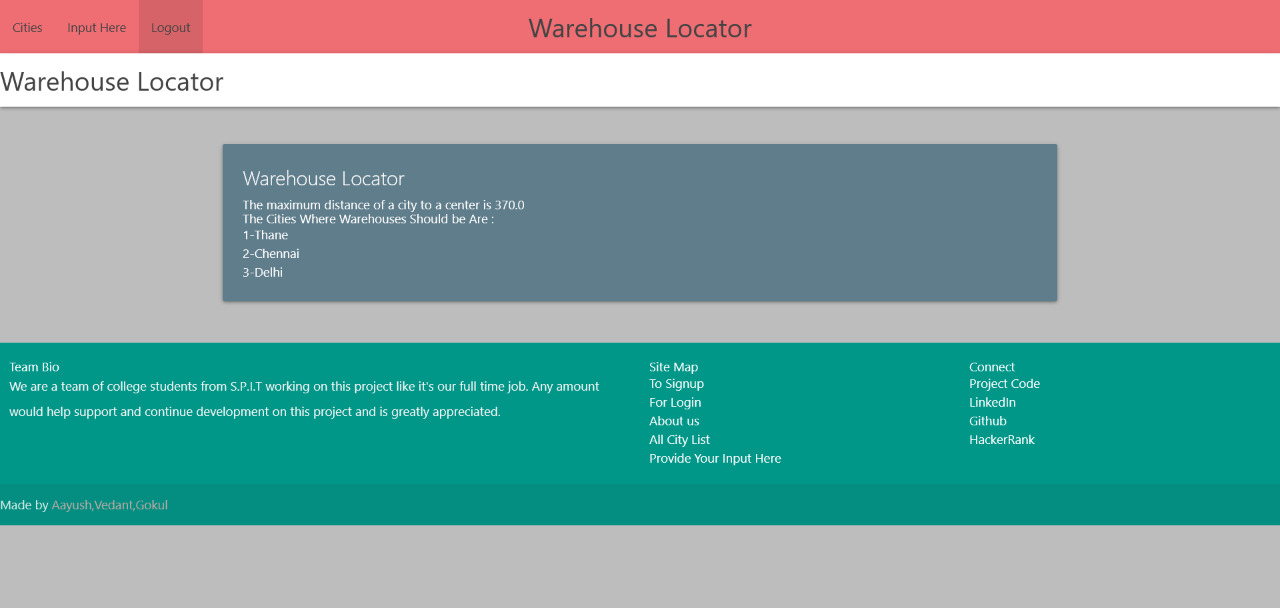 Cities
Input Here
Logout
Warehouse Locator
Warehouse Locator
Warehouse Locator
The maximum distance of a city to a center is 370.0
The Cities Where Warehouses Should be Are :
1-Thane
2-Chennai
3-Delhi
Team Bio
We are a team of college students from S.P.I.T working on this project like it's our full time job. Any amount
would help support and continue development on this project and is greatly appreciated.
Site Map
To Signup
For Login
About us
All City List
Provide Your Input Here
Connect
Project Code
LinkedIn
Github
HackerRank
Made by Aayush,Vedant,Gokul